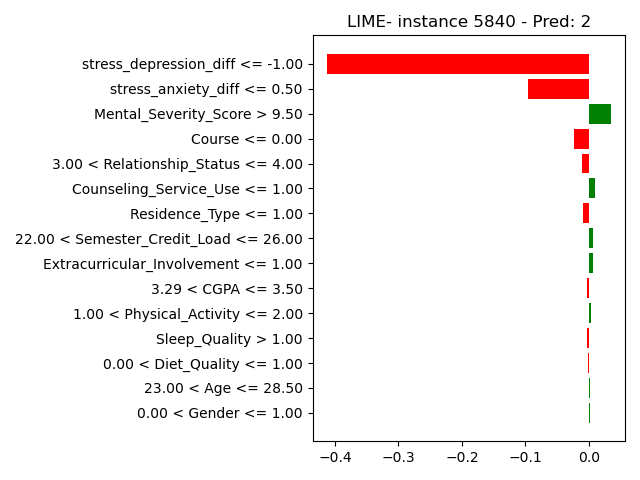 LIME- instance 5840 - Pred: 2
stress_depression_diff <= -1.00
stress_anxiety_diff <= 0.50
Mental_Severity_Score > 9.50
Course <= 0.00
3.00 < Relationship_Status <= 4.00
Counseling_Service_Use <= 1.00
Residence_Type <= 1.00
22.00 < Semester_Credit_Load <= 26.00
Extracurricular_Involvement <= 1.00
3.29 < CGPA <= 3.50
1.00 < Physical_Activity <= 2.00
Sleep_Quality > 1.00
0.00 < Diet_Quality <= 1.00
23.00 < Age <= 28.50
0.00 < Gender <= 1.00
−0.4 −0.3 −0.2 −0.1 0.0